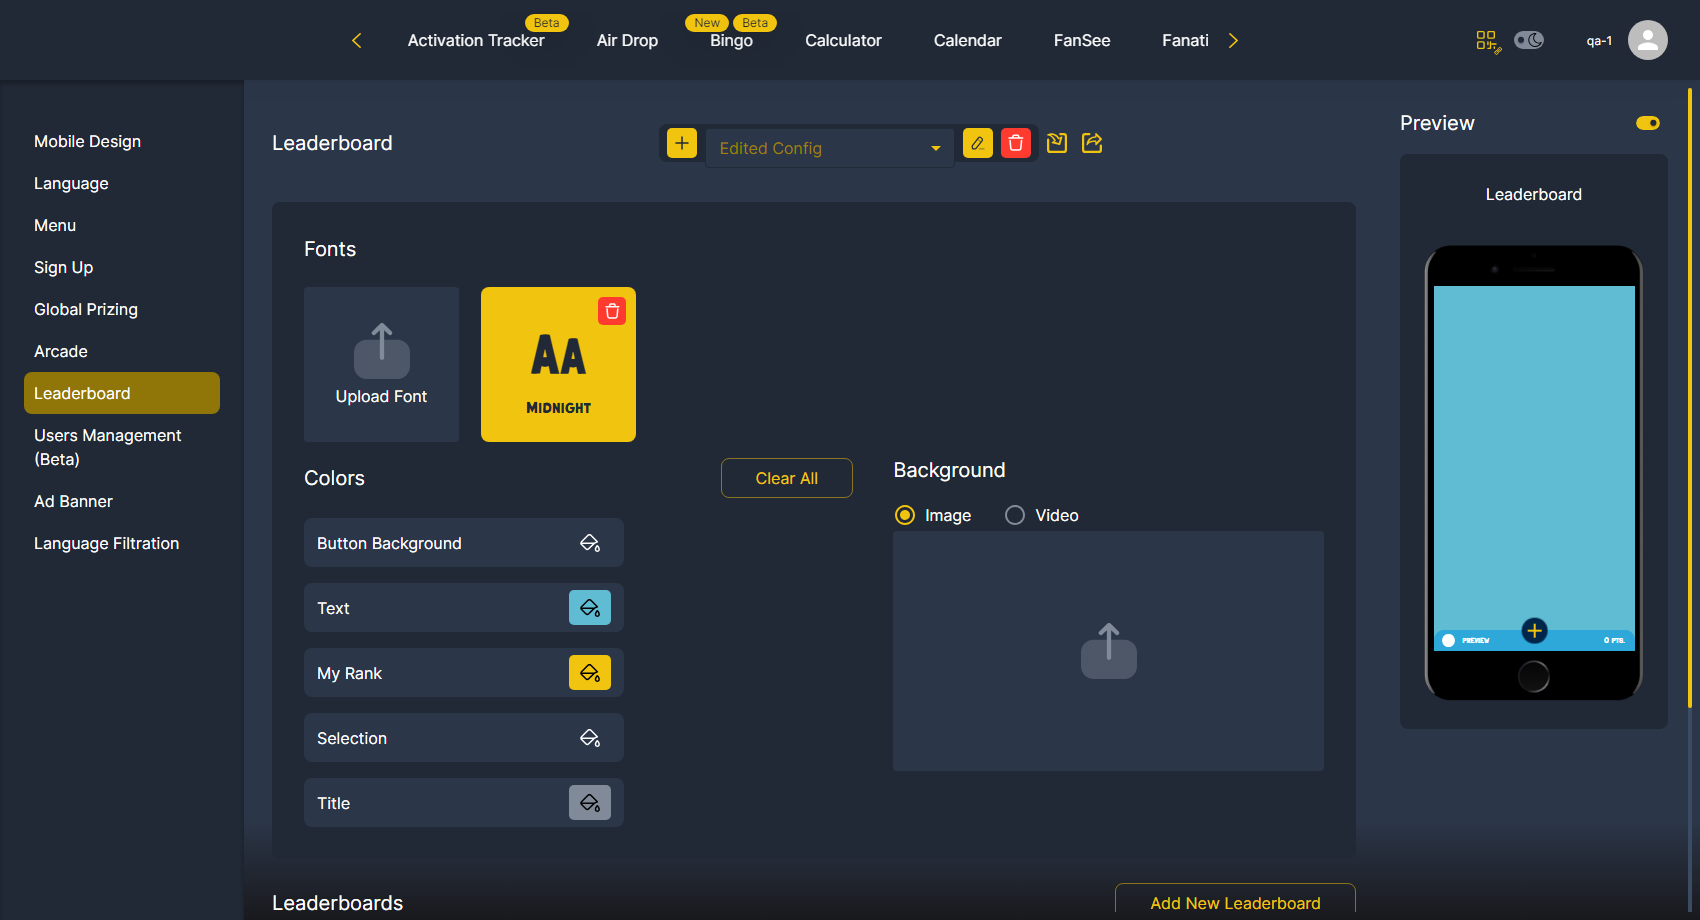 Beta
New
Beta
Activation Tracker
Air Drop
Bingo
Calculator
Calendar
FanSee
Fanati
qa-1
Mobile Design
Language
Menu
Sign Up
Global Prizing
Arcade
Leaderboard
Users Management
(Beta)
Ad Banner
Language Filtration
Leaderboard
Edited Config
Fonts
Upload Font
AA
MIDNIGHT
Colors
Clear All
Button Background
Text
My Rank
Selection
Title
Background
Image
Video
Leaderboards
Add New Leaderboard
Preview
Leaderboard
PREVIEW
0 PTS.